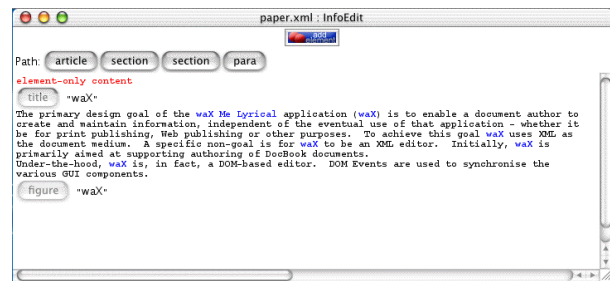 paper.xml : InfoEdit
add element
Path: article section section para
element-only content
title "waX"
The primary design goal of the waX Me Lyrical application (waX) is to enable a document author to
create and maintain information, independent of the eventual use of that application - whether it
be for print publishing, Web publishing or other purposes. To achieve this goal waX uses XML as
the document medium. A specific non-goal is for waX to be an XML editor. Initially, waX is
primarily aimed at supporting authoring of DocBook documents.
Under-the-hood, waX is, in fact, a DOM-based editor. DOM Events are used to synchronise the
various GUI components.
figure "waX"